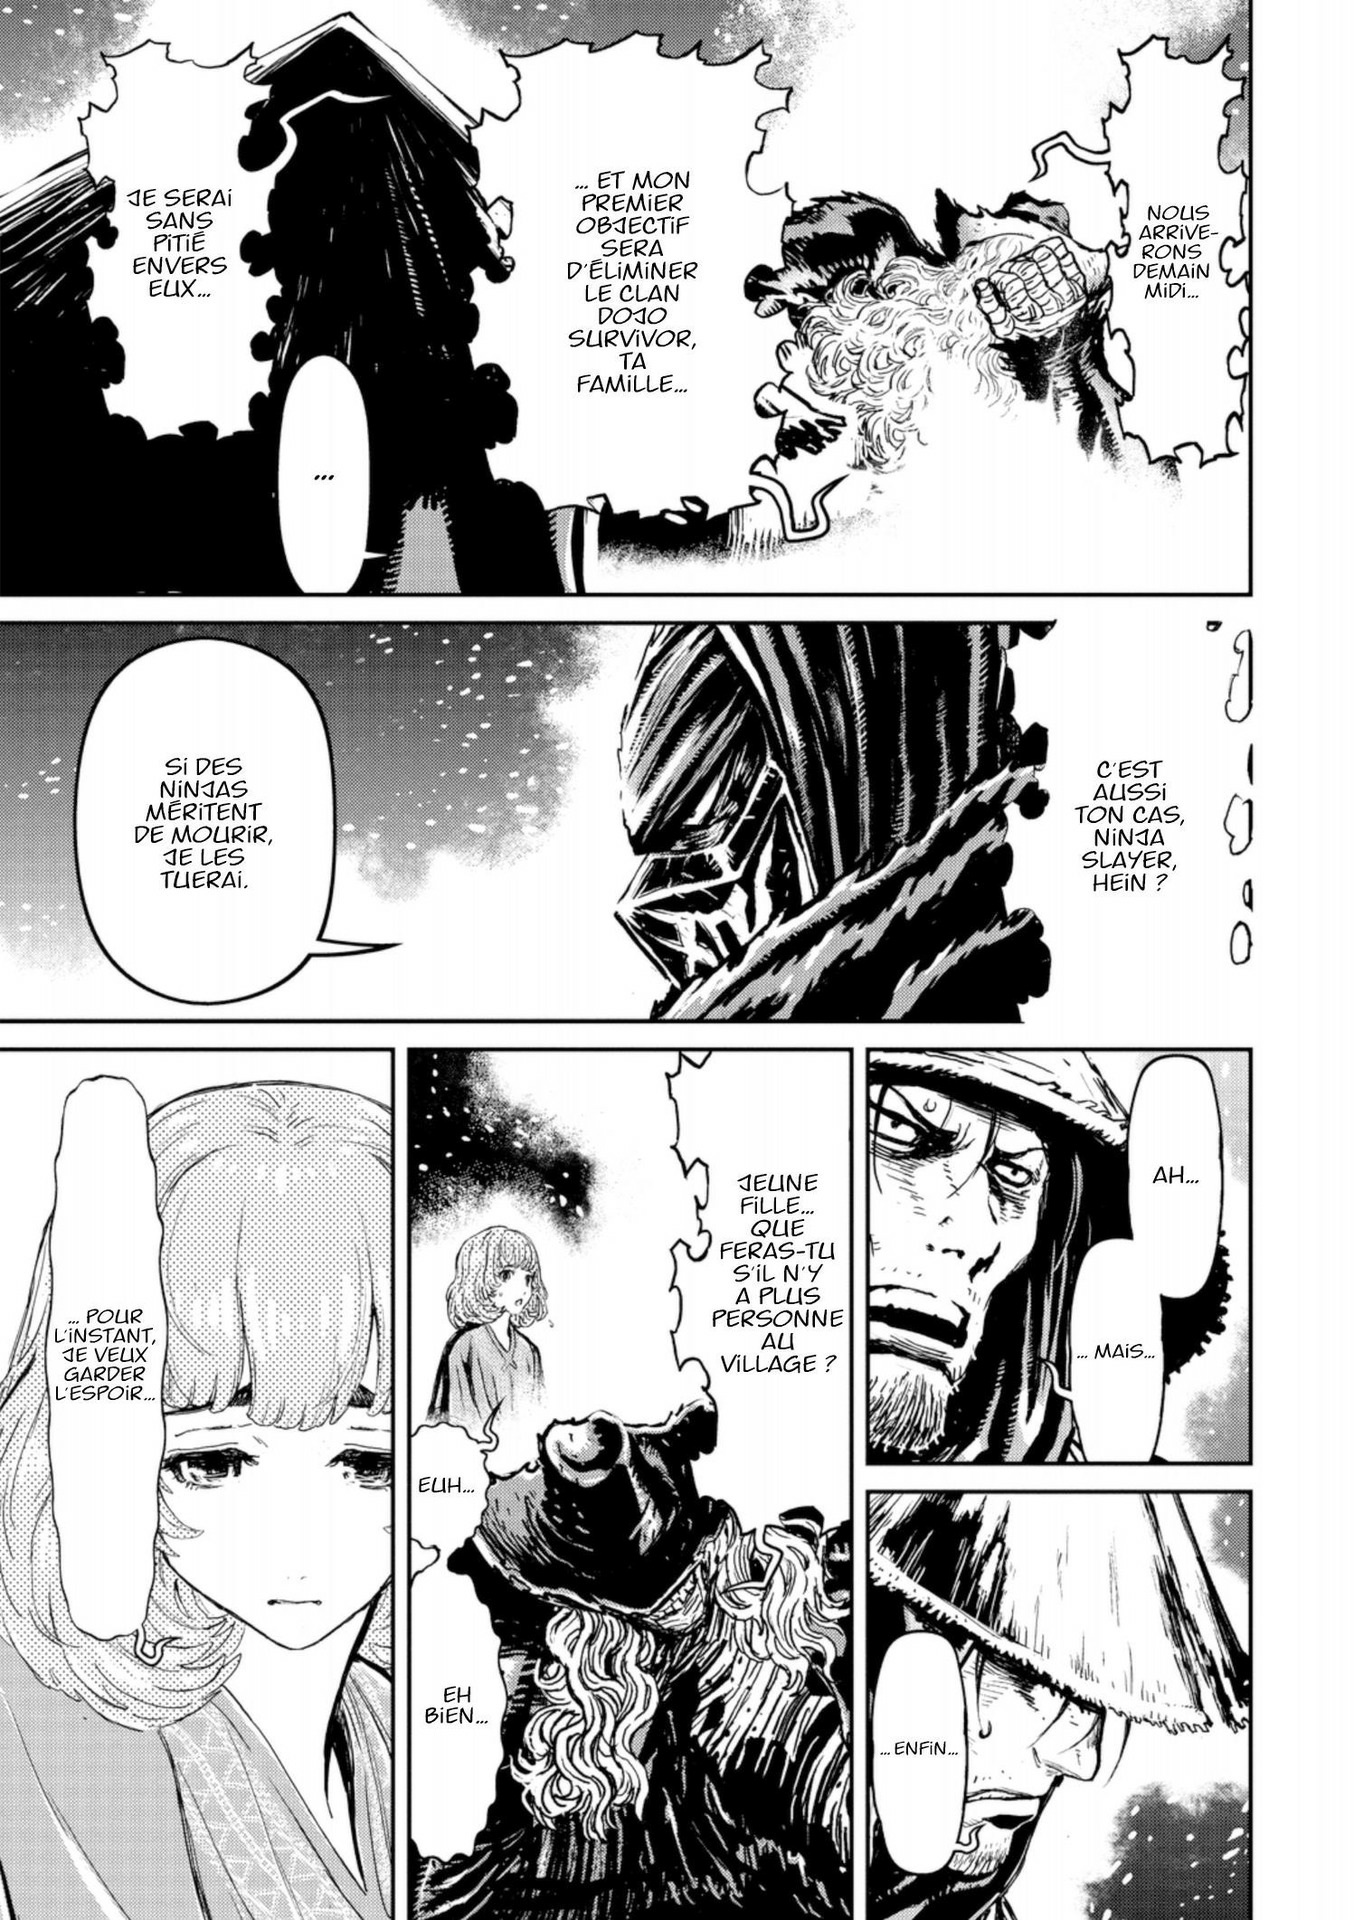 NOUS
ARRIVE-
RONS
DEMAIN
MIDI...
... ET MON
PREMIER
OBJECTIF
SERA
D'ÉLIMINER
LE CLAN
DOJO
SURVIVOR,
TA
FAMILLE...
JE SERAI
SANS
PITIÉ
ENVERS
EUX...
...
C'EST
AUSSI
TON CAS,
NINJA
SLAYER,
HEIN ?
SI DES
NINJAS
MÉRITENT
DE MOURIR,
JE LES
TUERAI.
AH...
... MAIS...
... ENFIN...
JEUNE
FILLE...
QUE
FERAS-TU
S'IL N'Y
A PLUS
PERSONNE
AU
VILLAGE ?
EUH...
EH
BIEN...
... POUR
L'INSTANT,
JE VEUX
GARDER
L'ESPOIR...